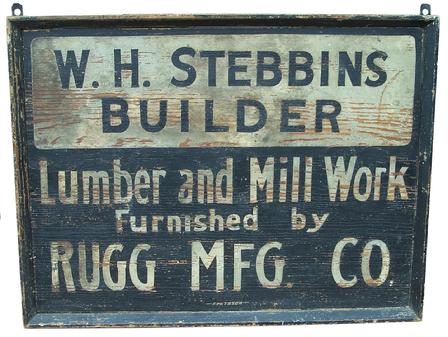 W. H. STEBBINS
BUILDER
Lumber and Mill Work
Furnished by
RUGG MFG. CO